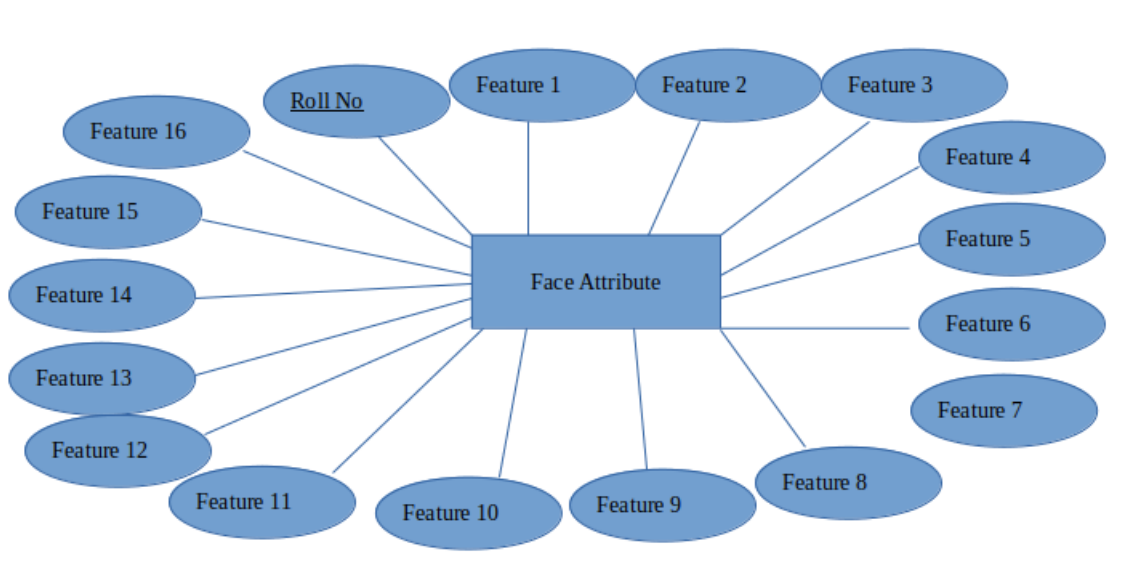 Roll No
Feature 1
Feature 2
Feature 3
Feature 16
Feature 4
Feature 15
Feature 5
Face Attribute
Feature 14
Feature 6
Feature 13
Feature 7
Feature 12
Feature 8
Feature 11
Feature 10
Feature 9